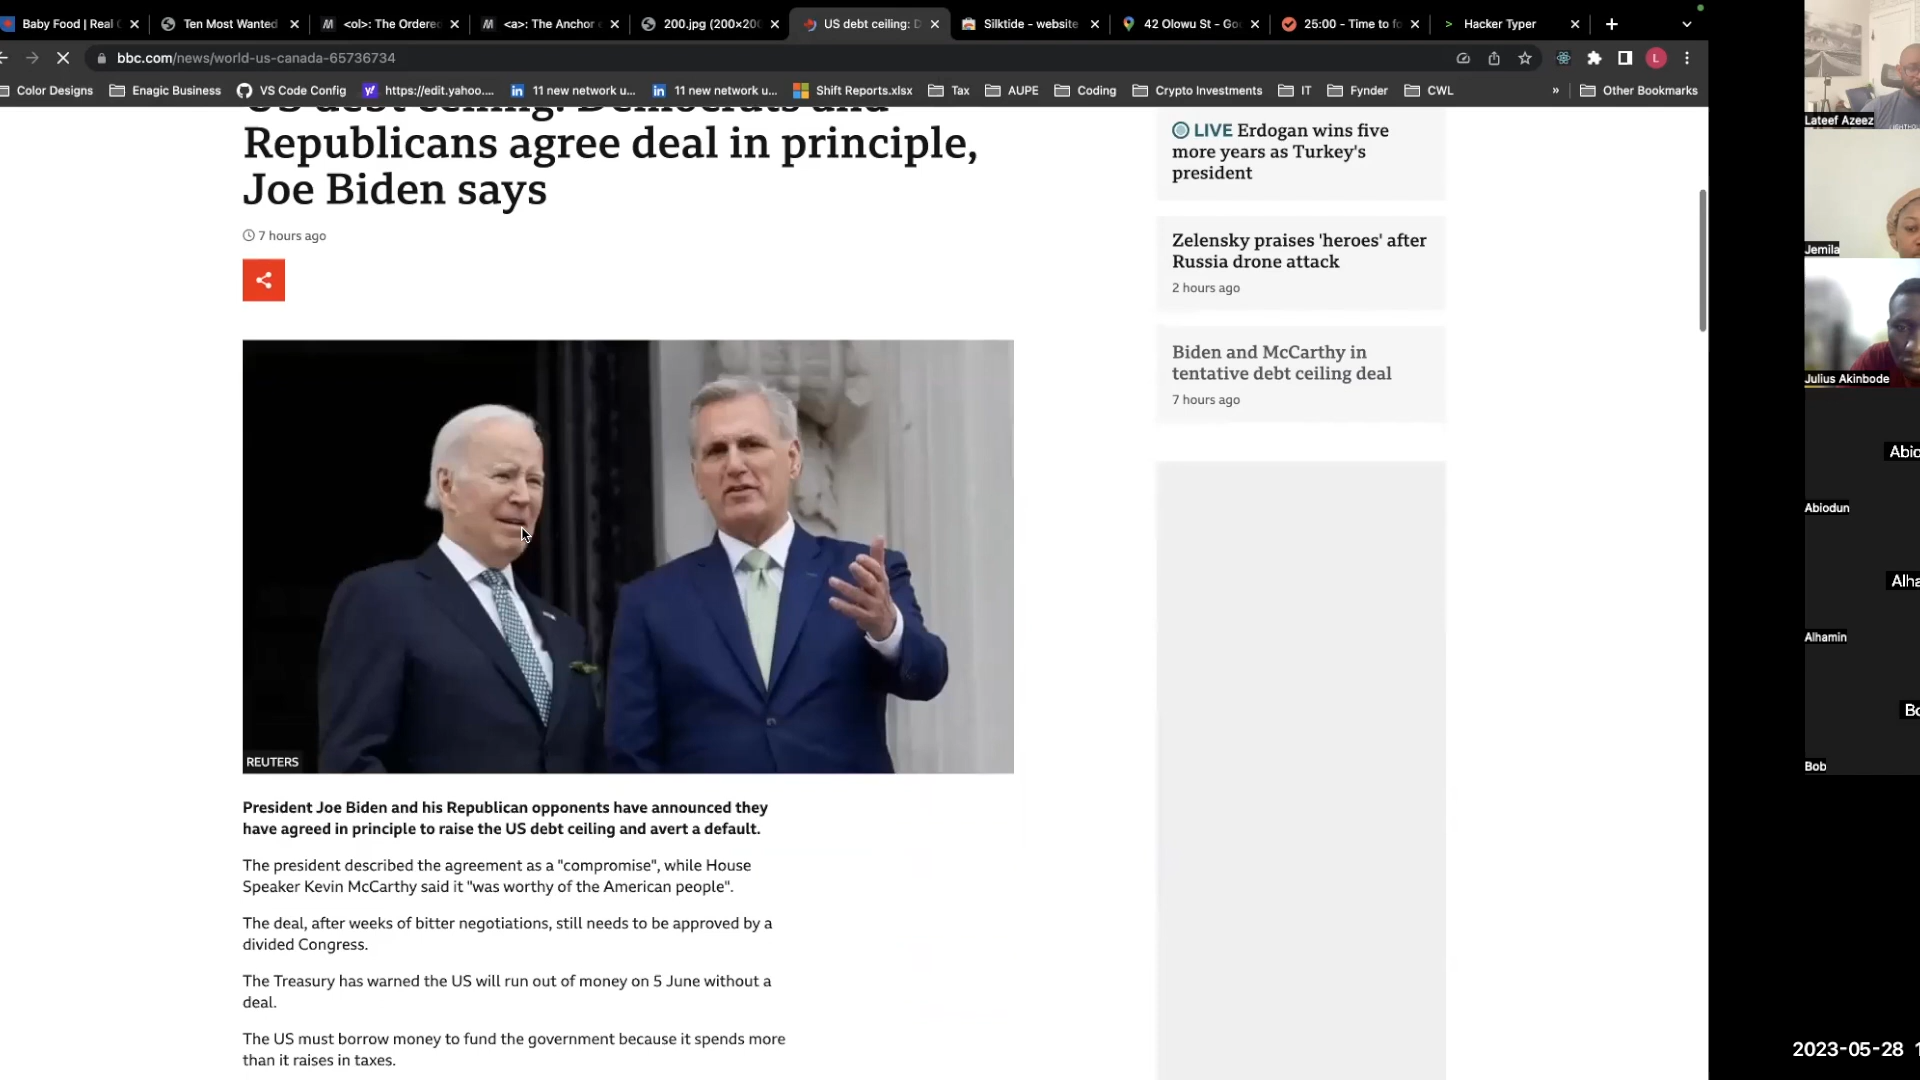 Baby Food | Real
Ten Most Wanted
<ol>: The Ordere
<a>: The Anchor
200.jpg (200×20
US debt ceiling: D
Silktide - website
42 Olowu St - Go
25:00 - Time to fo
Hacker Typer
bbc.com/news/world-us-canada-65736734
L
Color Designs
Enagic Business
VS Code Config
https://edit.yahoo....
11 new network u...
11 new network u...
Shift Reports.xlsx
Tax
AUPE
Coding
Crypto Investments
IT
Fynder
CWL
»
Other Bookmarks
US debt ceiling: Democrats and
Republicans agree deal in principle,
Joe Biden says
7 hours ago
REUTERS
President Joe Biden and his Republican opponents have announced they
have agreed in principle to raise the US debt ceiling and avert a default.
The president described the agreement as a "compromise", while House
Speaker Kevin McCarthy said it "was worthy of the American people".
The deal, after weeks of bitter negotiations, still needs to be approved by a
divided Congress.
The Treasury has warned the US will run out of money on 5 June without a
deal.
The US must borrow money to fund the government because it spends more
than it raises in taxes.
LIVE Erdogan wins five
more years as Turkey's
president
Zelensky praises 'heroes' after
Russia drone attack
2 hours ago
Biden and McCarthy in
tentative debt ceiling deal
7 hours ago
Lateef Azeez
Jemila
Julius Akinbode
Abio
Abiodun
Alha
Alhamin
Bo
Bob
2023-05-28 1